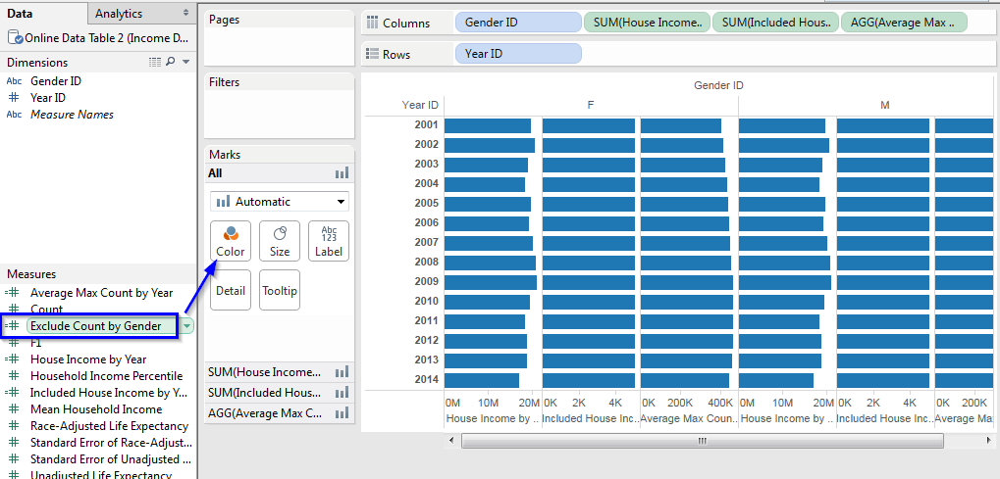 Data
Analytics
Online Data Table 2 (Income D...
Dimensions
Abc Gender ID
Year ID
Abc Measure Names
Measures
Average Max Count by Year
Count
Exclude Count by Gender
F1
House Income by Year
Household Income Percentile
Included House Income by Y...
Mean Household Income
Race-Adjusted Life Expectancy
Standard Error of Race-Adjust...
Standard Error of Unadjusted ...
Unadjusted Life Expectancy
Pages
Filters
Marks
All
Automatic
Color
Size
Abc
123
Label
Detail
Tooltip
SUM(House Income...
SUM(Included Hous...
AGG(Average Max C...
Columns
Gender ID
SUM(House Income..
SUM(Included Hous..
AGG(Average Max ..
Rows
Year ID
Gender ID
Year ID
F
M
2001
2002
2003
2004
2005
2006
2007
2008
2009
2010
2011
2012
2013
2014
0M 10M 20M 0K 2K 4K 0K 200K 400K 0M 10M 20M 0K 2K 4K 0K 200K
House Income by .. Included House Inc.. Average Max Coun.. House Income by .. Included House Inc.. Average Ma